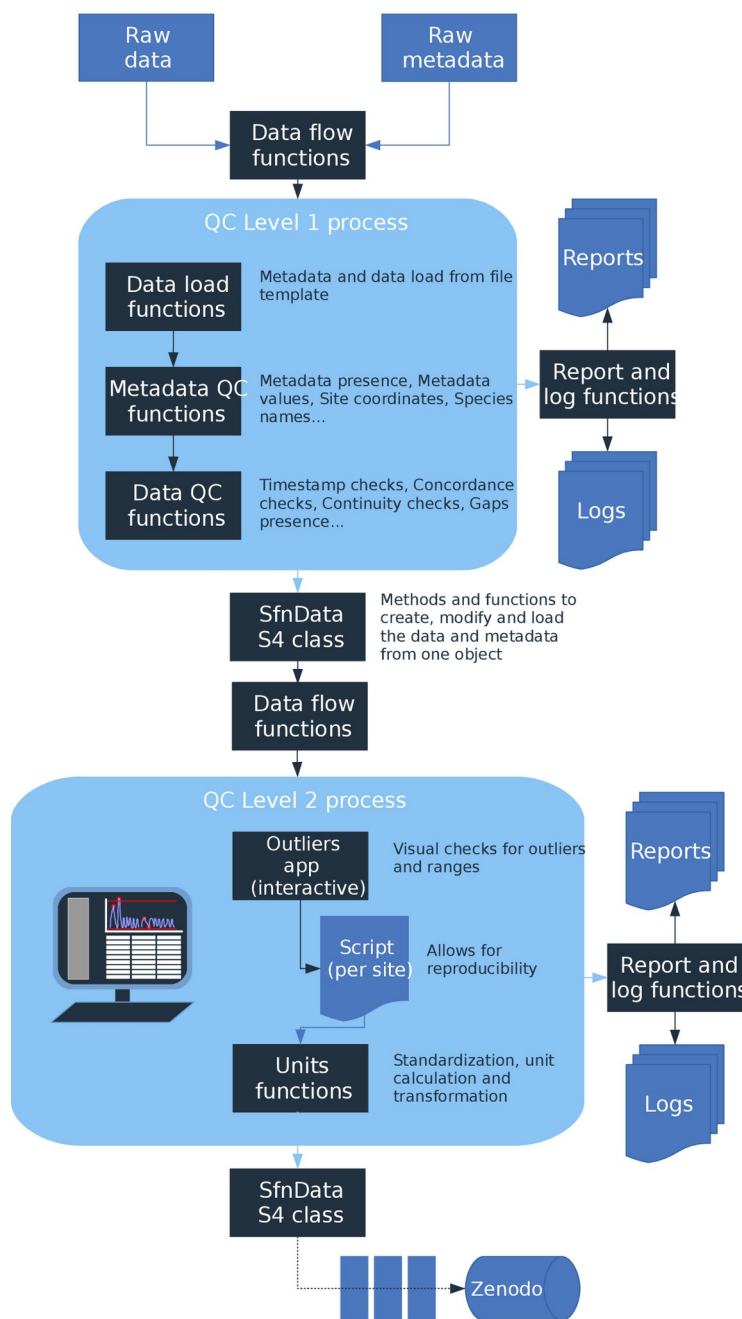 Raw
data
Raw
metadata
Data flow
functions
QC Level 1 process
Data load
functions
Metadata and data load from file
template
Metadata QC
functions
Metadata presence, Metadata
values, Site coordinates, Species
names...
Data QC
functions
Timestamp checks, Concordance
checks, Continuity checks, Gaps
presence...
Reports
Report and
log functions
Logs
SfnData
S4 class
Methods and functions to
create, modify and load
the data and metadata
from one object
Data flow
functions
QC Level 2 process
Outliers
app
(interactive)
Visual checks for outliers
and ranges
Script
(per site)
Allows for
reproducibility
Units
functions
Standardization, unit
calculation and
transformation
Reports
Report and
log functions
Logs
SfnData
S4 class
Zenodo